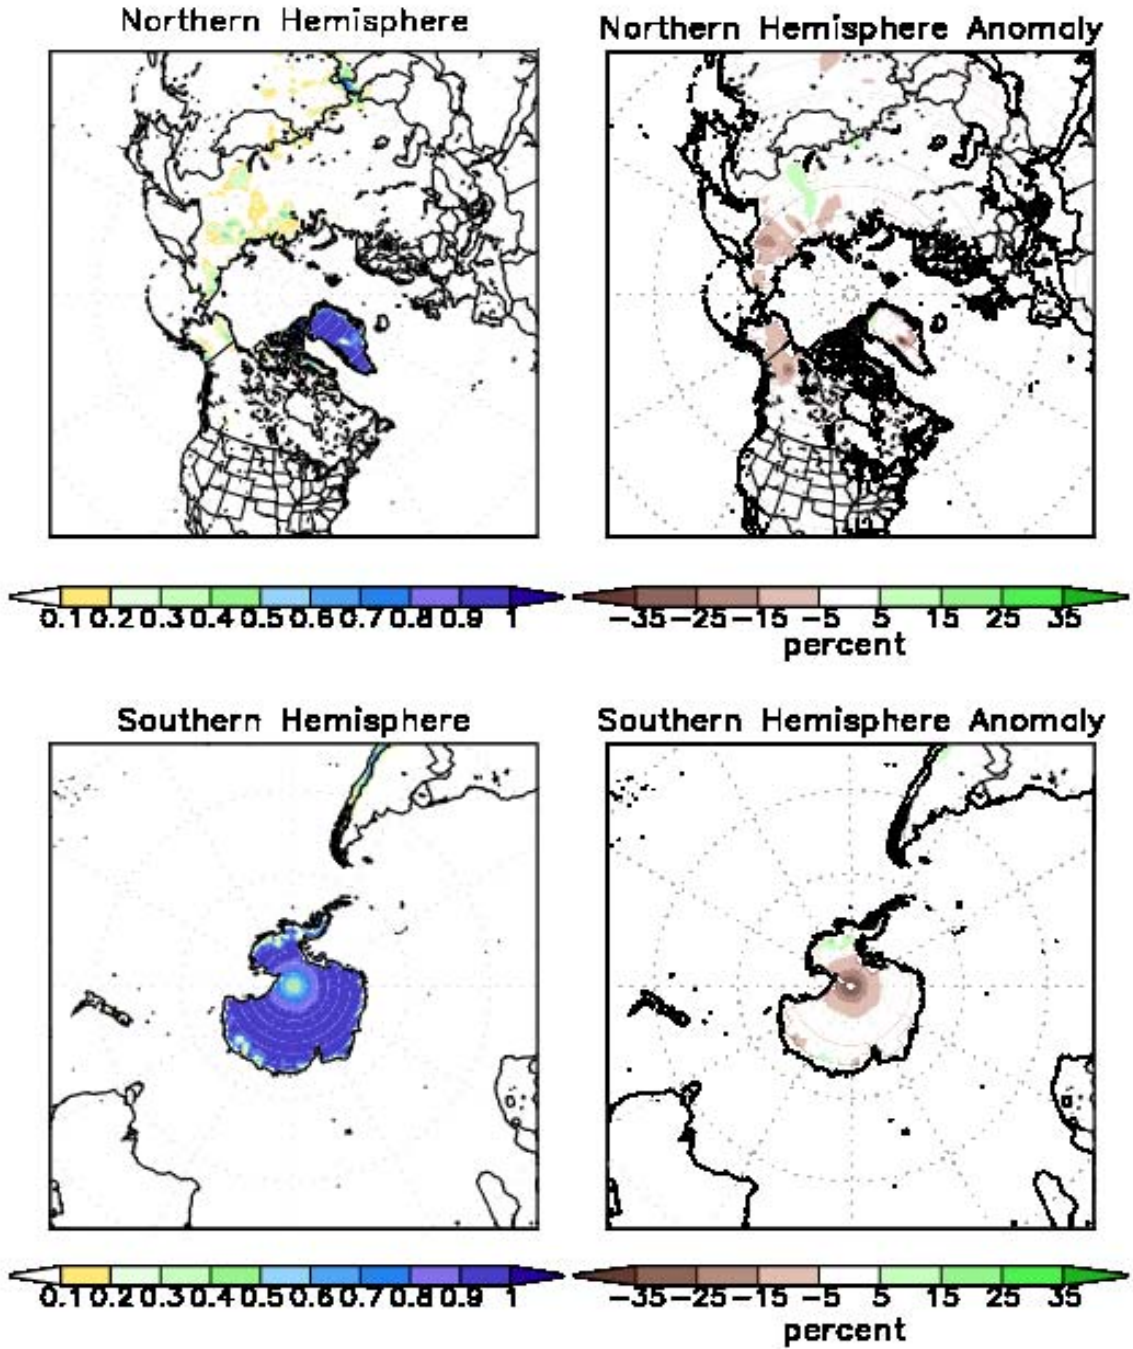 Northern Hemisphere
Northern Hemisphere Anomaly
0.1 0.2 0.3 0.4 0.5 0.6 0.7 0.8 0.9 1
-35 -25 -15 -5 5 15 25 35
percent
Southern Hemisphere
Southern Hemisphere Anomaly
0.1 0.2 0.3 0.4 0.5 0.6 0.7 0.8 0.9 1
-35 -25 -15 -5 5 15 25 35
percent